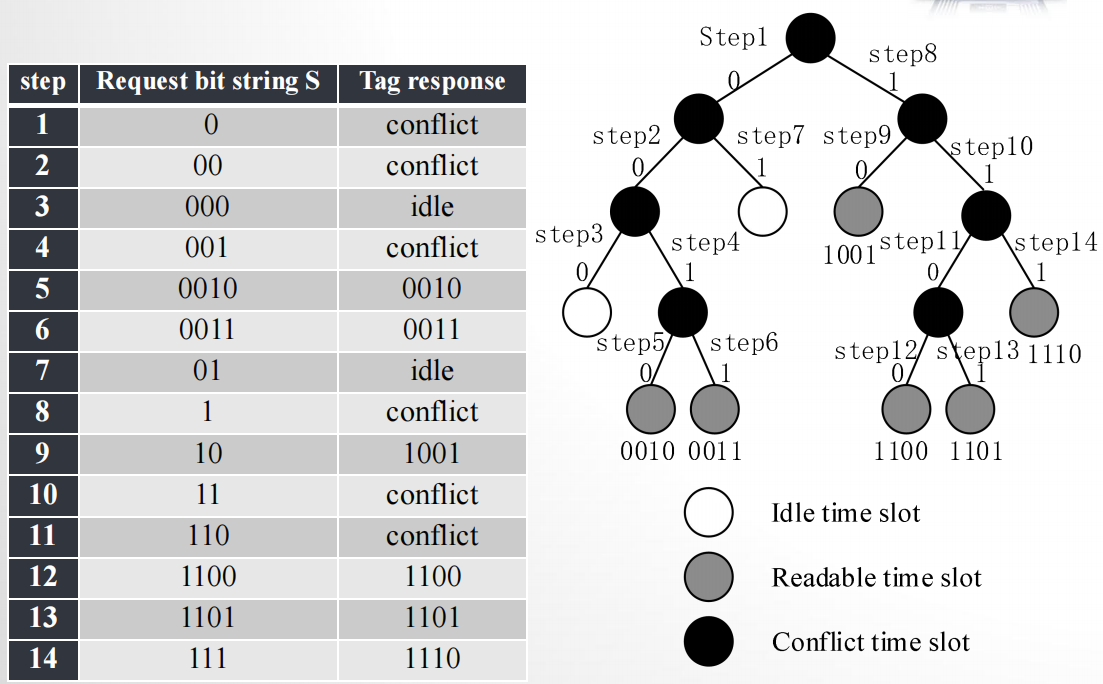 step Request bit string S Tag response
1 0 conflict
2 00 conflict
3 000 idle
4 001 conflict
5 0010 0010
6 0011 0011
7 01 idle
8 1 conflict
9 10 1001
10 11 conflict
11 110 conflict
12 1100 1100
13 1101 1101
14 111 1110
Step1 step8
0 1
step2 step7 step9 step10
0 1 0 1
step3 step4 1001 step11 step14
0 1 0 1
step5 step6 step12 step13 1110
0 1 0 1
0010 0011 1100 1101
Idle time slot
Readable time slot
Conflict time slot